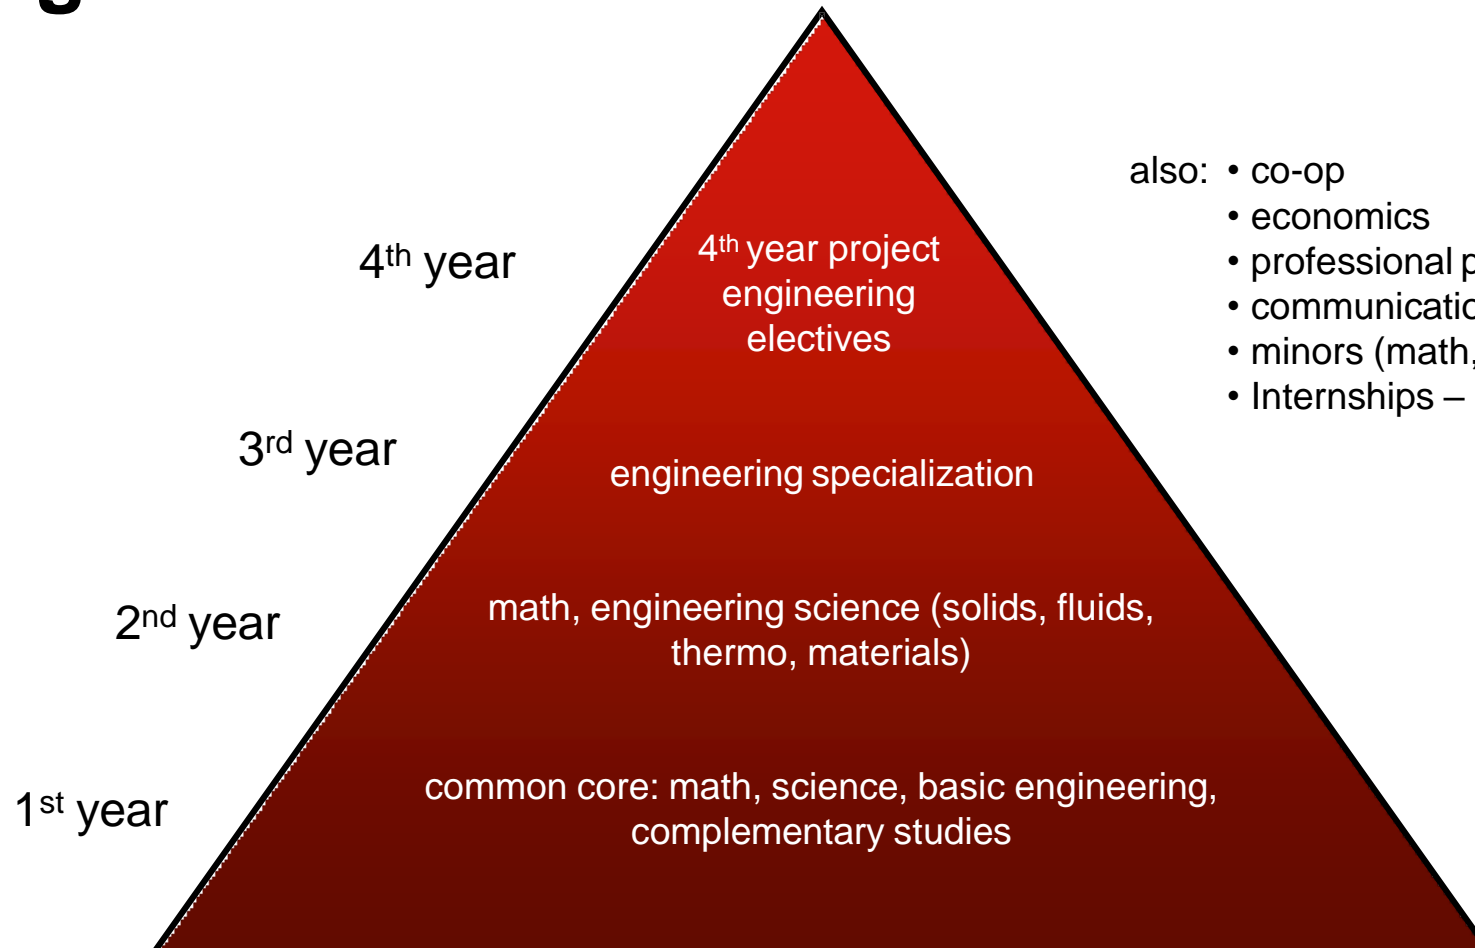 also: • co-op
• economics
• professional
• minors (math,
• Internships –
4th year
4th year project
engineering
electives
3rd year
engineering specialization
2nd year
math, engineering science (solids, fluids,
thermo, materials)
1st year
common core: math, science, basic engineering,
complementary studies